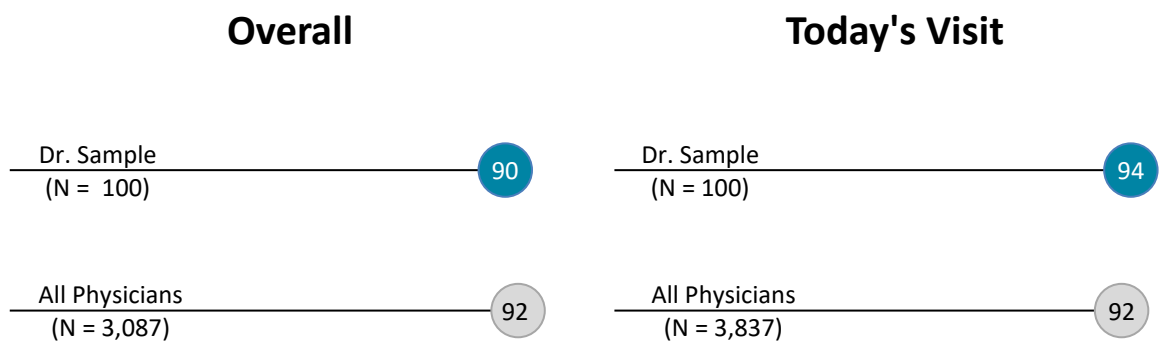 Overall
Dr. Sample
90
(N = 100)
All Physicians
92
(N = 3,087)
Today's Visit
Dr. Sample
94
(N = 100)
All Physicians
92
(N = 3,837)